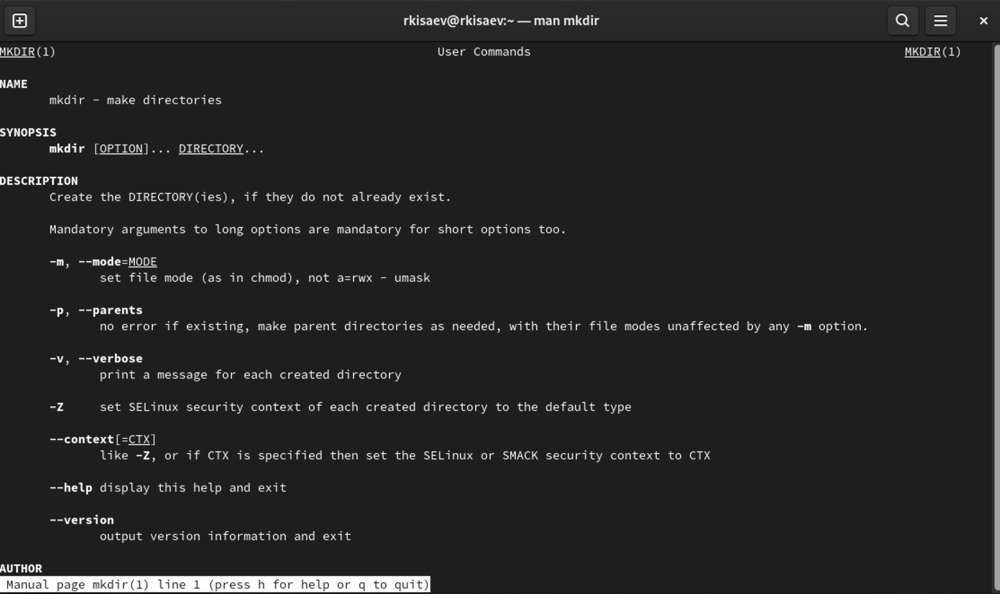 rkisaev@rkisaev:~ — man mkdir
MKDIR(1) User Commands MKDIR(1)
NAME
mkdir - make directories
SYNOPSIS
mkdir [OPTION]... DIRECTORY...
DESCRIPTION
Create the DIRECTORY(ies), if they do not already exist.
Mandatory arguments to long options are mandatory for short options too.
-m, --mode=MODE
set file mode (as in chmod), not a=rwx - umask
-p, --parents
no error if existing, make parent directories as needed, with their file modes unaffected by any -m option.
-v, --verbose
print a message for each created directory
-Z set SELinux security context of each created directory to the default type
--context[=CTX]
like -Z, or if CTX is specified then set the SELinux or SMACK security context to CTX
--help display this help and exit
--version
output version information and exit
AUTHOR
Manual page mkdir(1) line 1 (press h for help or q to quit)